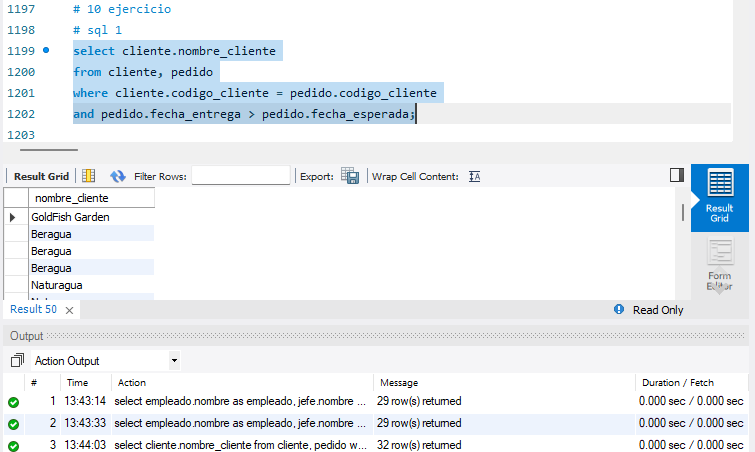 1197 # 10 ejercicio
1198 # sql 1
1199 select cliente.nombre_cliente
1200 from cliente, pedido
1201 where cliente.codigo_cliente = pedido.codigo_cliente
1202 and pedido.fecha_entrega > pedido.fecha_esperada;
1203
Result Grid Filter Rows: Export: Wrap Cell Content:
nombre_cliente
GoldFish Garden
Beragua
Beragua
Beragua
Naturagua
Result Grid
Form Editor
Result 50 Read Only
Output
Action Output
# Time Action Message Duration / Fetch
1 13:43:14 select empleado.nombre as empleado, jefe.nombre ... 29 row(s) returned 0.000 sec / 0.000 sec
2 13:43:33 select empleado.nombre as empleado, jefe.nombre ... 29 row(s) returned 0.000 sec / 0.000 sec
3 13:44:03 select cliente.nombre_cliente from cliente, pedido w... 32 row(s) returned 0.000 sec / 0.000 sec